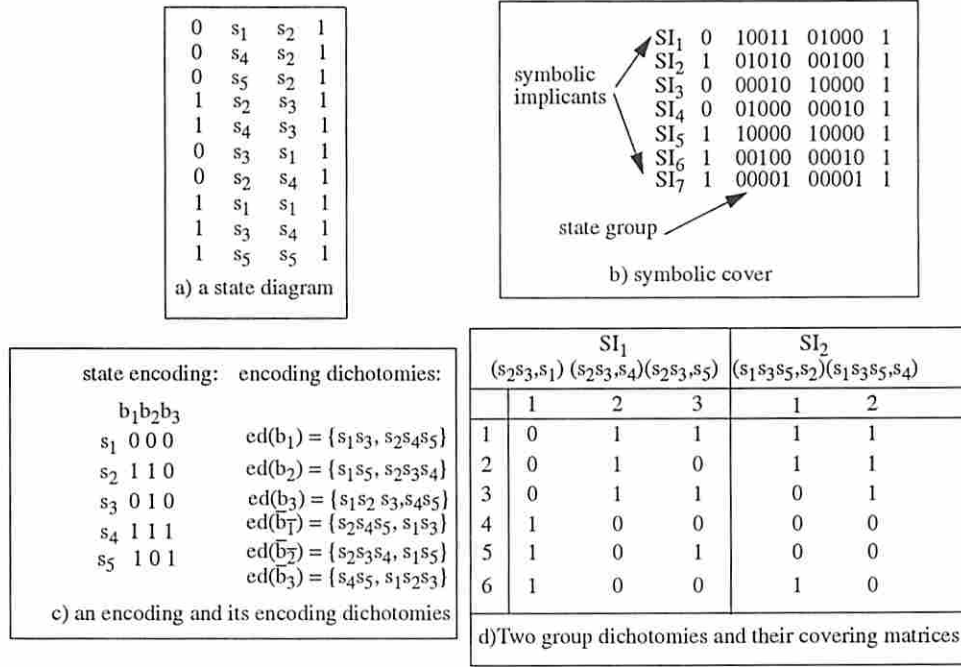 0 s1 s2 1
0 s4 s2 1
0 s5 s2 1
1 s2 s3 1
1 s4 s3 1
0 s3 s1 1
0 s2 s4 1
1 s1 s1 1
1 s3 s4 1
1 s5 s5 1
a) a state diagram
symbolic
implicants
SI1 0 10011 01000 1
SI2 1 01010 00100 1
SI3 0 00010 10000 1
SI4 0 01000 00010 1
SI5 1 10000 10000 1
SI6 1 00100 00010 1
SI7 1 00001 00001 1
state group
b) symbolic cover
state encoding: encoding dichotomies:
b1b2b3
s1 0 0 0 ed(b1) = {s1s3, s2s4s5}
s2 1 1 0 ed(b2) = {s1s5, s2s3s4}
s3 0 1 0 ed(b3) = {s1s2 s3,s4s5}
s4 1 1 1 ed(b̅1) = {s2s4s5, s1s3}
s5 1 0 1 ed(b̅2) = {s2s3s4, s1s5}
ed(b̅3) = {s4s5, s1s2s3}
c) an encoding and its encoding dichotomies
SI1 SI2
(s2s3,s1) (s2s3,s4)(s2s3,s5) (s1s3s5,s2)(s1s3s5,s4)
1 2 3 1 2
1 0 1 1 1 1
2 0 1 0 1 1
3 0 1 1 0 1
4 1 0 0 0 0
5 1 0 1 0 0
6 1 0 0 1 0
d)Two group dichotomies and their covering matrices